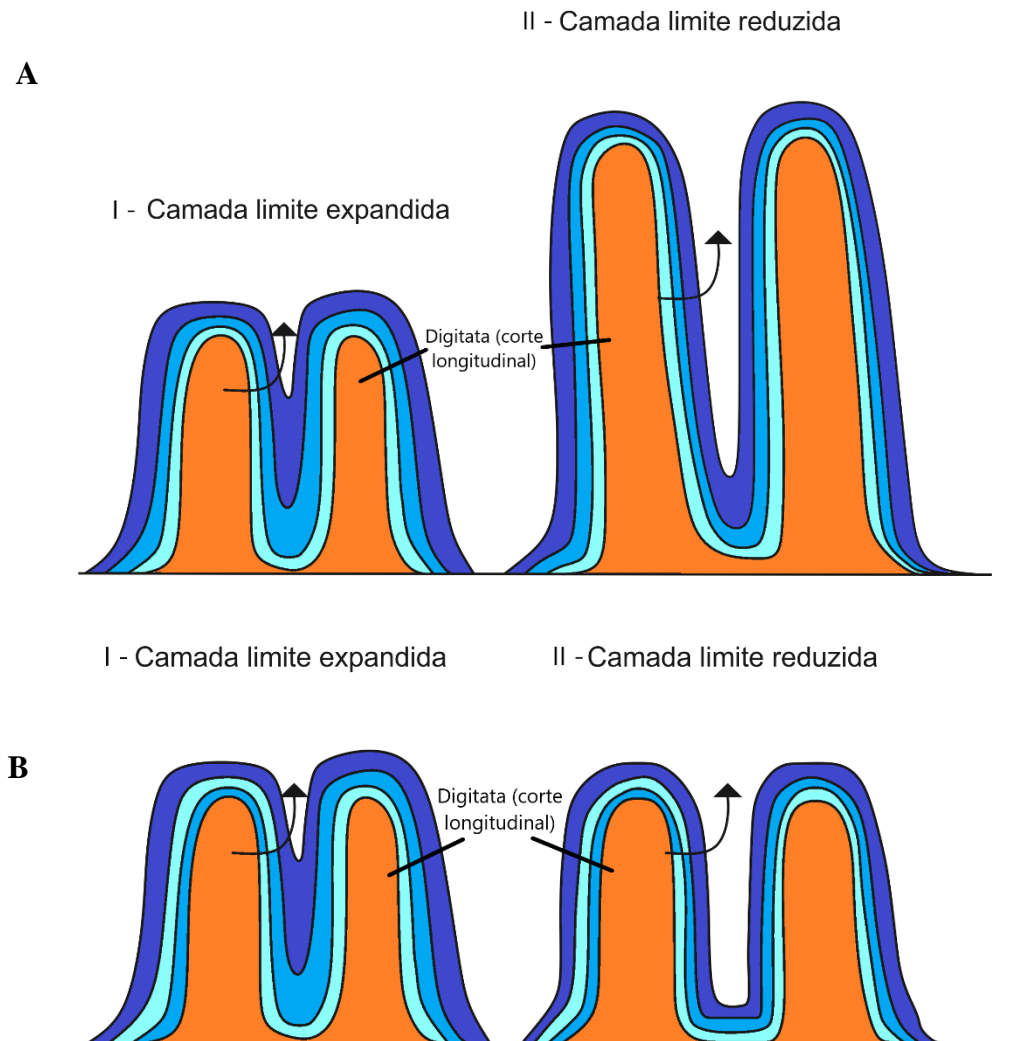 II - Camada limite reduzida
A
I - Camada limite expandida
Digitata (corte
longitudinal)
I - Camada limite expandida
II - Camada limite reduzida
B
Digitata (corte
longitudinal)